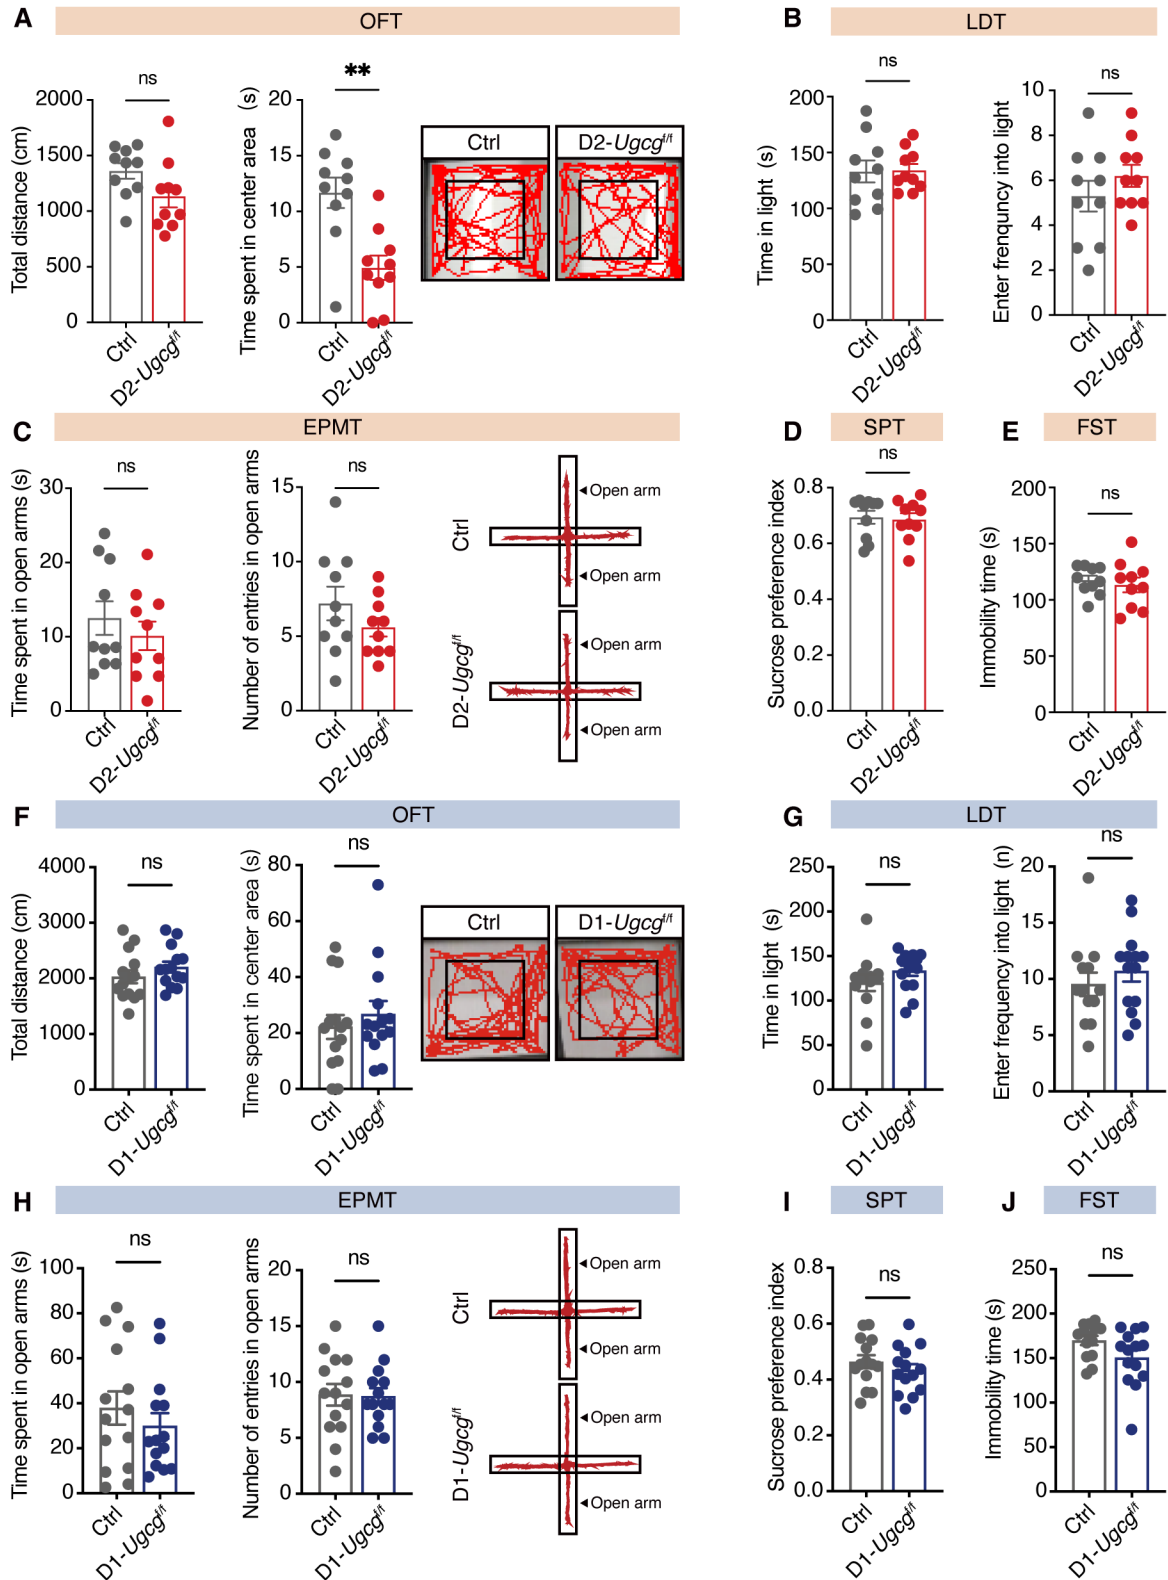 A
OFT
ns
Total distance (cm)
2000
1500
1000
500
0
Ctrl
D2-Ugcg^f/f
**
Time spent in center area (s)
20
15
10
5
0
Ctrl
D2-Ugcg^f/f
Ctrl
D2-Ugcg^f/f
B
LDT
ns
Time in light (s)
200
150
100
50
0
Ctrl
D2-Ugcg^f/f
ns
Enter frenquncy into light
10
8
6
4
2
0
Ctrl
D2-Ugcg^f/f
C
EPMT
ns
Time spent in open arms (s)
30
20
10
0
Ctrl
D2-Ugcg^f/f
ns
Number of entries in open arms
15
10
5
0
Ctrl
D2-Ugcg^f/f
Ctrl
Open arm
Open arm
D2-Ugcg^f/f
Open arm
Open arm
D
SPT
ns
Sucrose preference index
0.8
0.6
0.4
0.2
0.0
Ctrl
D2-Ugcg^f/f
E
FST
ns
Immobility time (s)
200
150
100
50
0
Ctrl
D2-Ugcg^f/f
F
OFT
ns
Total distance (cm)
4000
3000
2000
1000
0
Ctrl
D1-Ugcg^f/f
ns
Time spent in center area (s)
80
60
40
20
0
Ctrl
D1-Ugcg^f/f
Ctrl
D1-Ugcg^f/f
G
LDT
ns
Time in light (s)
250
200
150
100
50
0
Ctrl
D1-Ugcg^f/f
ns
Enter frequency into light (n)
20
15
10
5
0
Ctrl
D1-Ugcg^f/f
H
EPMT
ns
Time spent in open arms (s)
100
80
60
40
20
0
Ctrl
D1-Ugcg^f/f
ns
Number of entries in open arms
20
15
10
5
0
Ctrl
D1-Ugcg^f/f
Ctrl
Open arm
Open arm
D1-Ugcg^f/f
Open arm
Open arm
I
SPT
ns
Sucrose preference index
0.8
0.6
0.4
0.2
0.0
Ctrl
D1-Ugcg^f/f
J
FST
ns
Immobility time (s)
250
200
150
100
50
0
Ctrl
D1-Ugcg^f/f